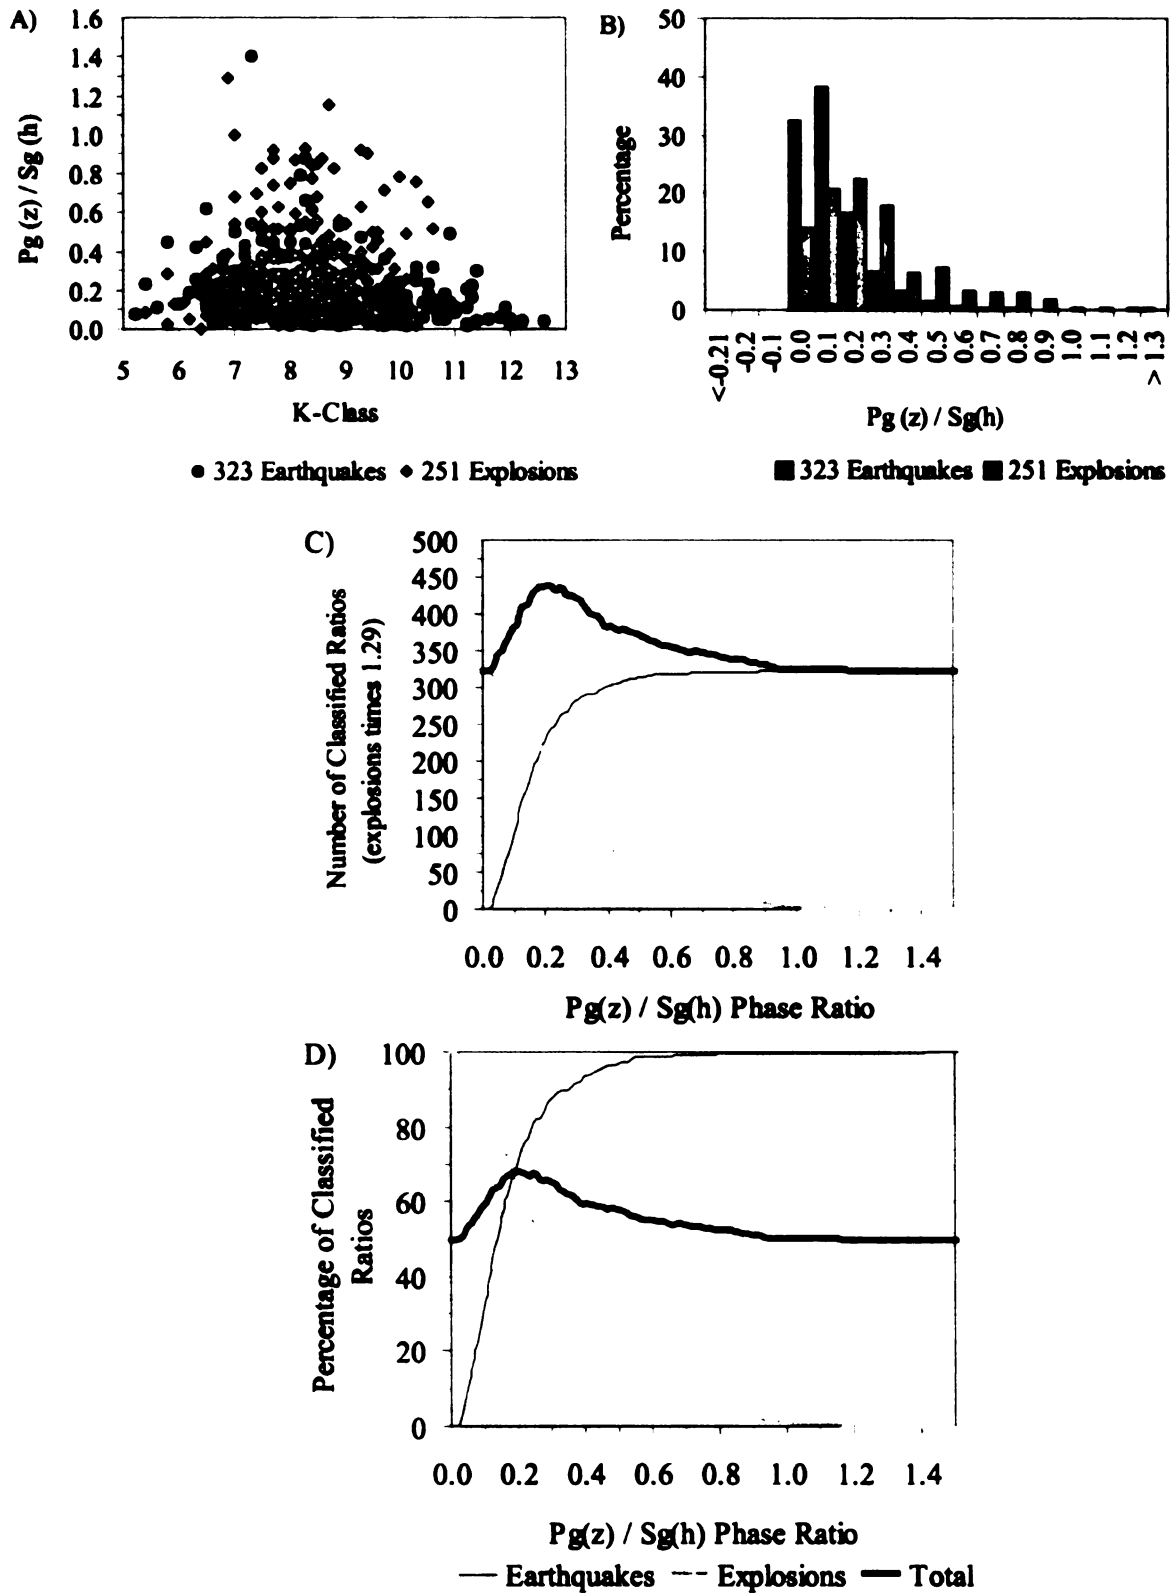 A)
1.6
1.4
1.2
1.0
0.8
0.6
0.4
0.2
0.0
Pg (z) / Sg (h)
5 6 7 8 9 10 11 12 13
K-Class
● 323 Earthquakes ◆ 251 Explosions
B)
50
40
30
20
10
0
Percentage
<-0.21 -0.2 -0.1 0.0 0.1 0.2 0.3 0.4 0.5 0.6 0.7 0.8 0.9 1.0 1.1 1.2 > 1.3
Pg (z) / Sg(h)
■ 323 Earthquakes ■ 251 Explosions
C)
500
450
400
350
300
250
200
150
100
50
0
Number of Classified Ratios
(explosions times 1.29)
0.0 0.2 0.4 0.6 0.8 1.0 1.2 1.4
Pg(z) / Sg(h) Phase Ratio
D)
100
80
60
40
20
0
Percentage of Classified
Ratios
0.0 0.2 0.4 0.6 0.8 1.0 1.2 1.4
Pg(z) / Sg(h) Phase Ratio
— Earthquakes -- Explosions — Total